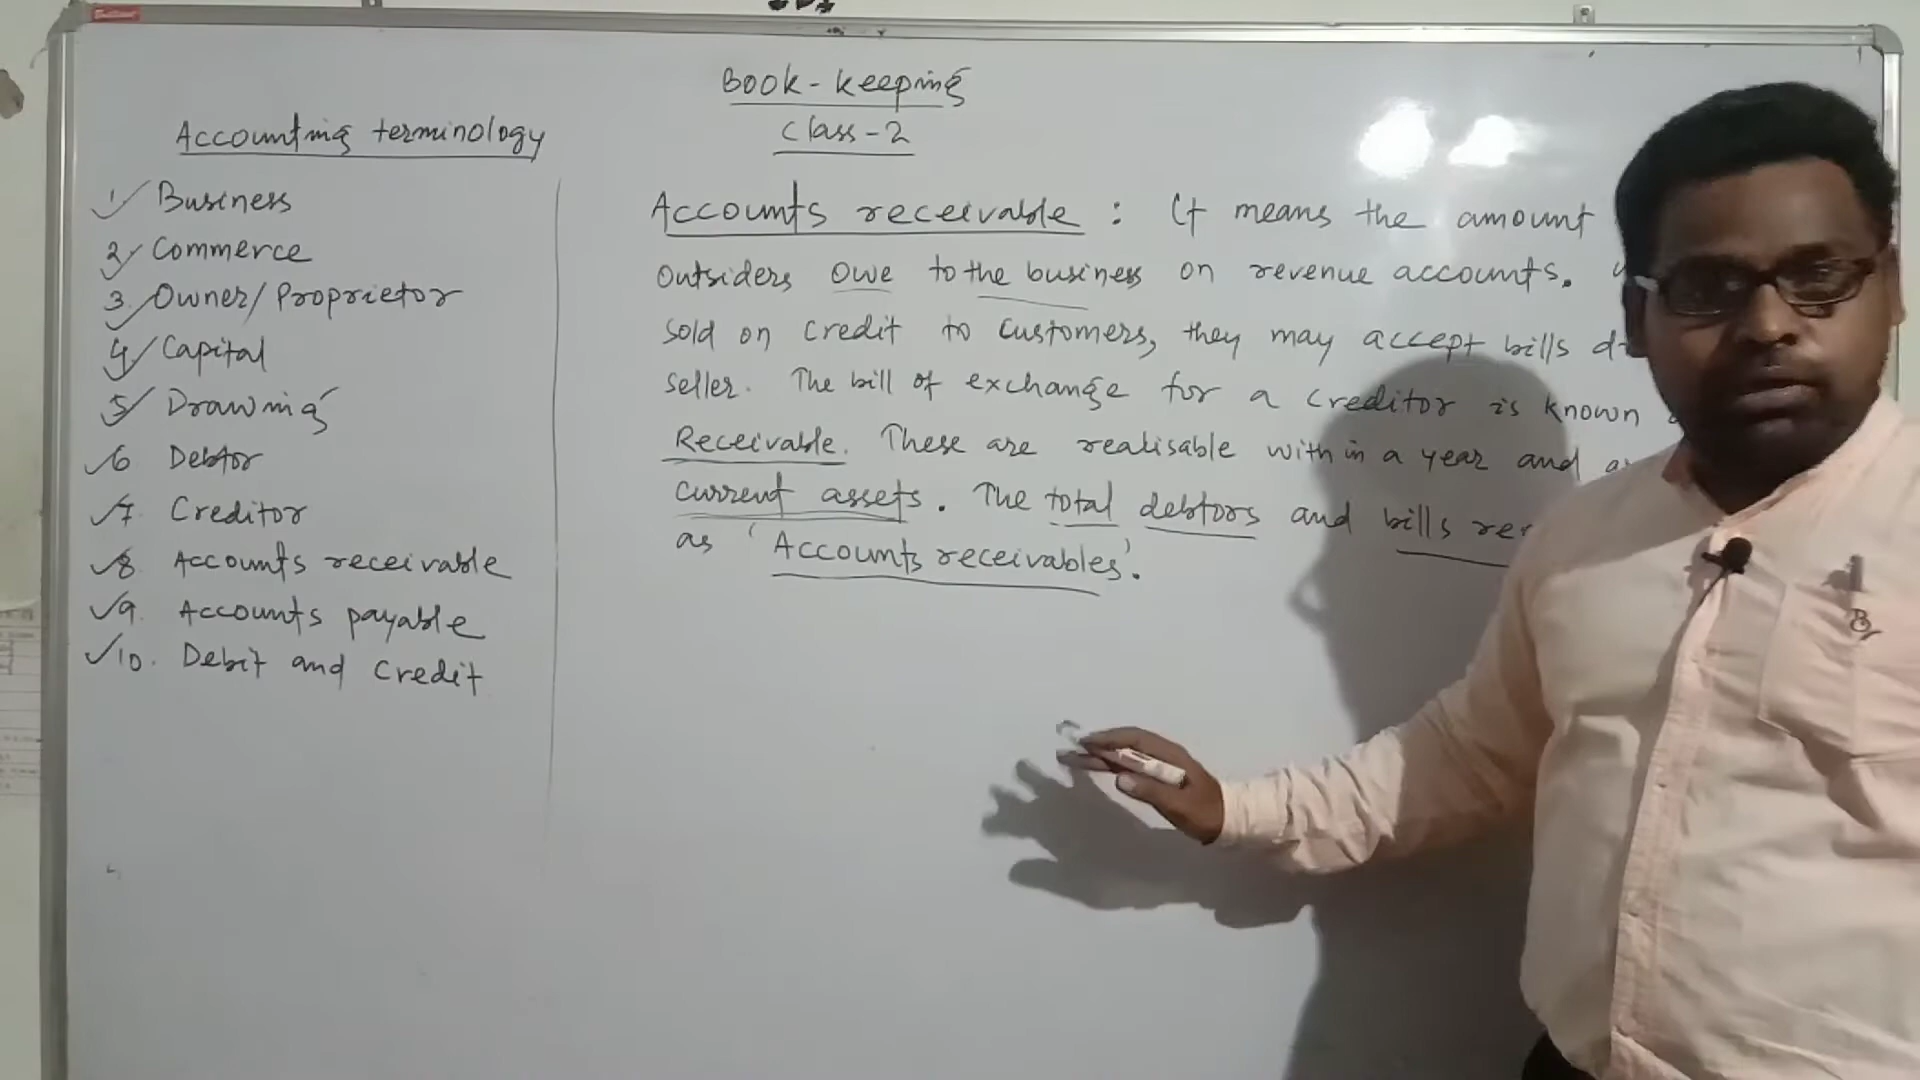 Book-keeping
Class-2
Accounting terminology
1. Business
2. Commerce
3. Owner/Proprietor
4. Capital
5. Drawing
6. Debtor
7. Creditor
8. Accounts receivable
9. Accounts payable
10. Debit and credit
Accounts receivable : It means the amount
outsiders owe to the business on revenue accounts.
sold on credit to customers, they may accept bills
seller. The bill of exchange for a creditor is known
Receivable. These are realisable with in a year and
current assets. The total debtors and bills
as 'Accounts receivables'.